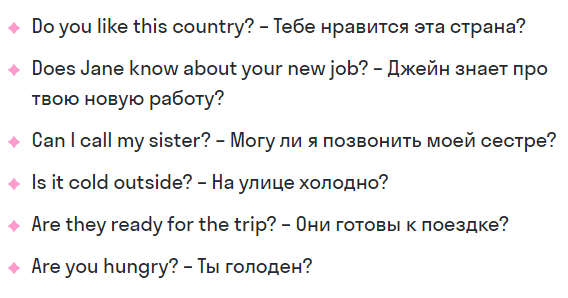 Do you like this country? – Тебе нравится эта страна?
Does Jane know about your new job? – Джейн знает про
твою новую работу?
Can I call my sister? – Могу ли я позвонить моей сестре?
Is it cold outside? – На улице холодно?
Are they ready for the trip? – Они готовы к поездке?
Are you hungry? – Ты голоден?